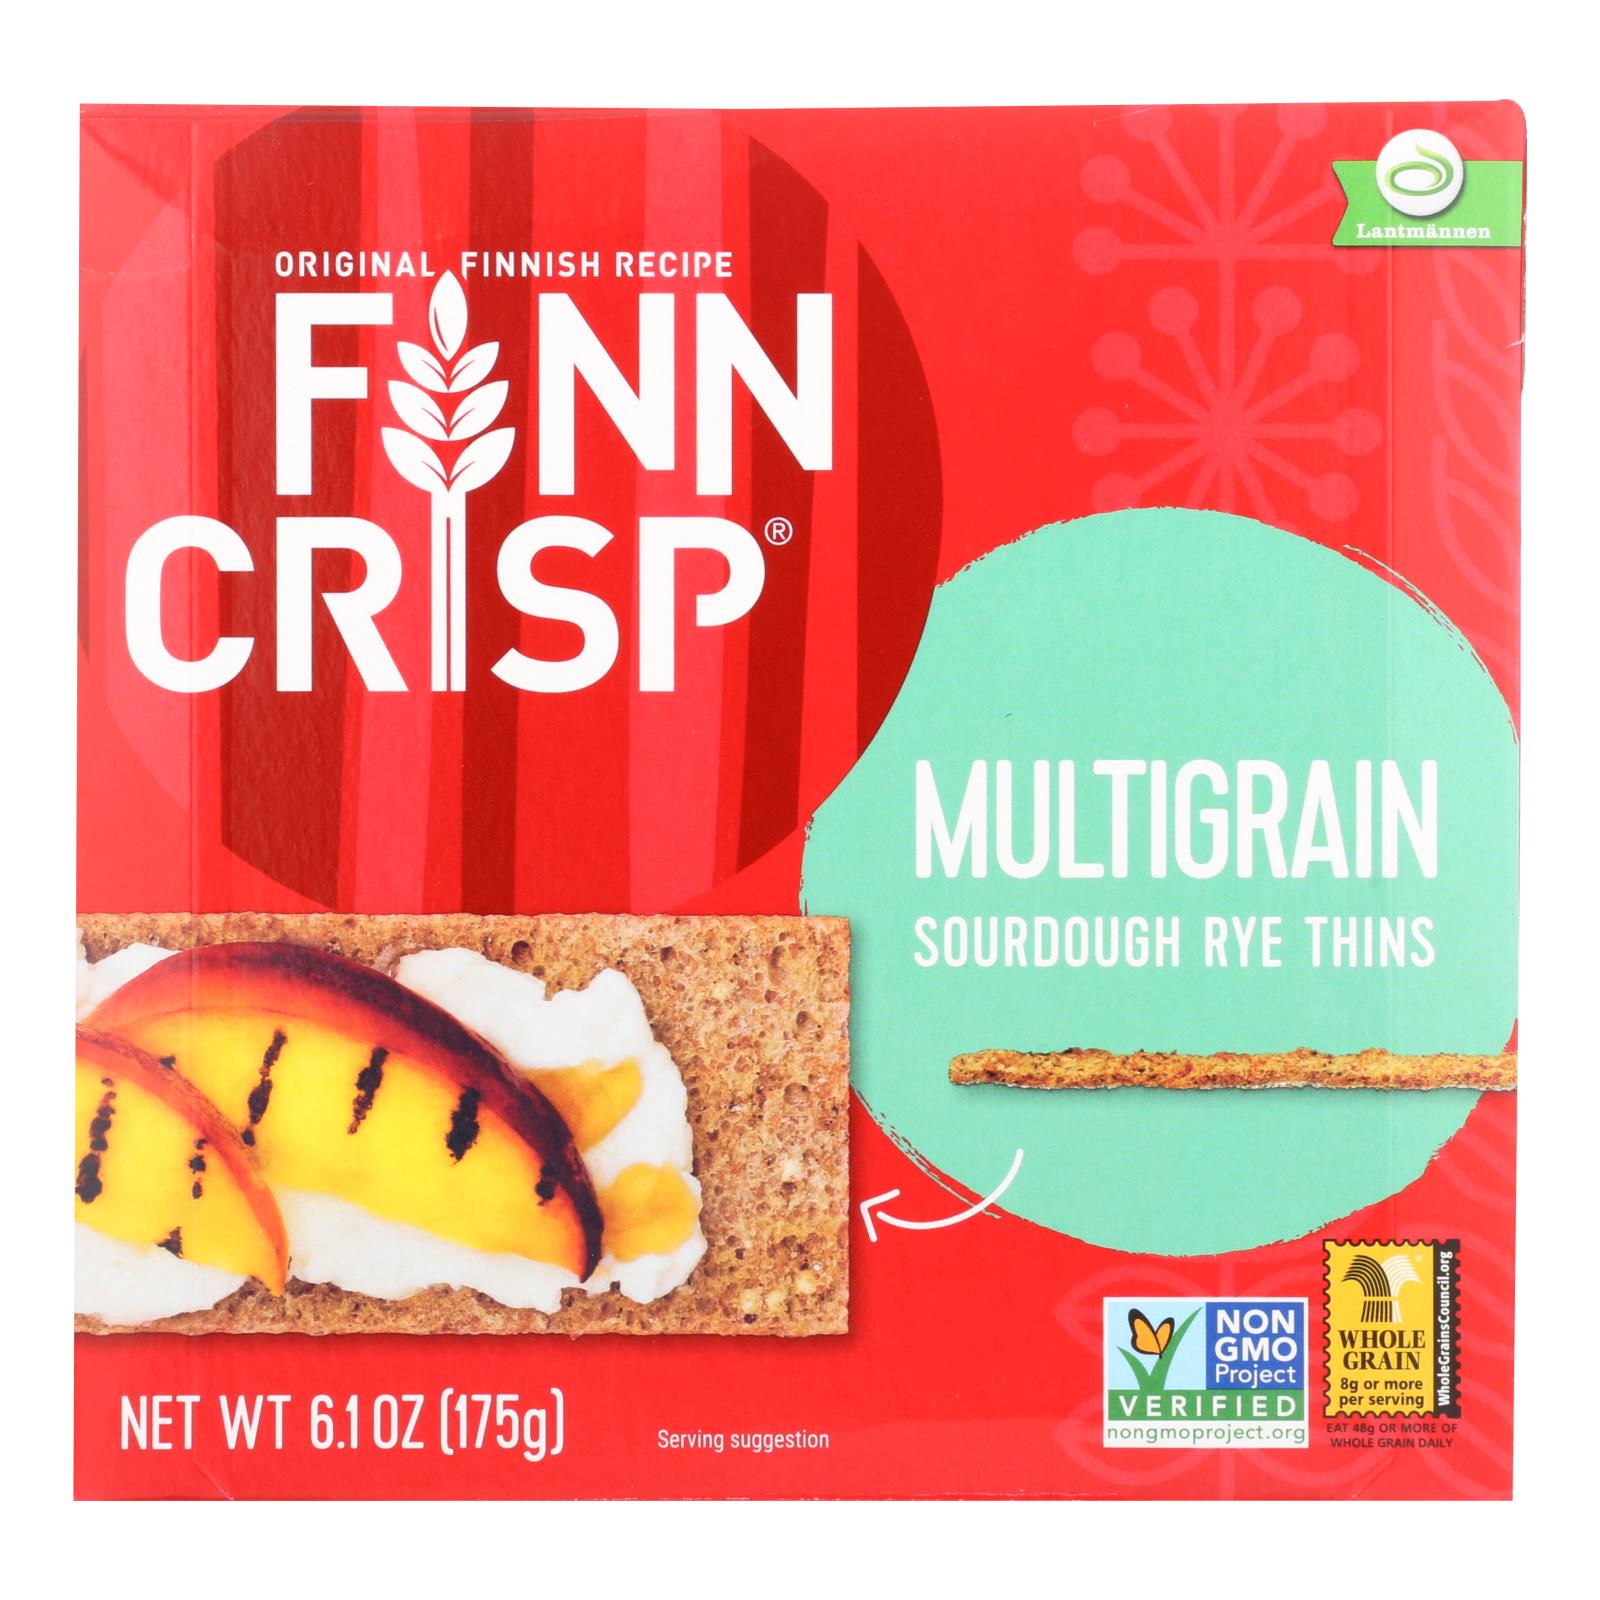 Lantmännen
ORIGINAL FINNISH RECIPE
FINN
CRISP®
MULTIGRAIN
SOURDOUGH RYE THINS
NON
GMO
Project
VERIFIED
nongmoproject.org
WHOLE
GRAIN
8g or more
per serving
WholeGrainsCouncil.org
EAT 48g OR MORE OF
WHOLE GRAIN DAILY
NET WT 6.1 OZ (175g)
Serving suggestion